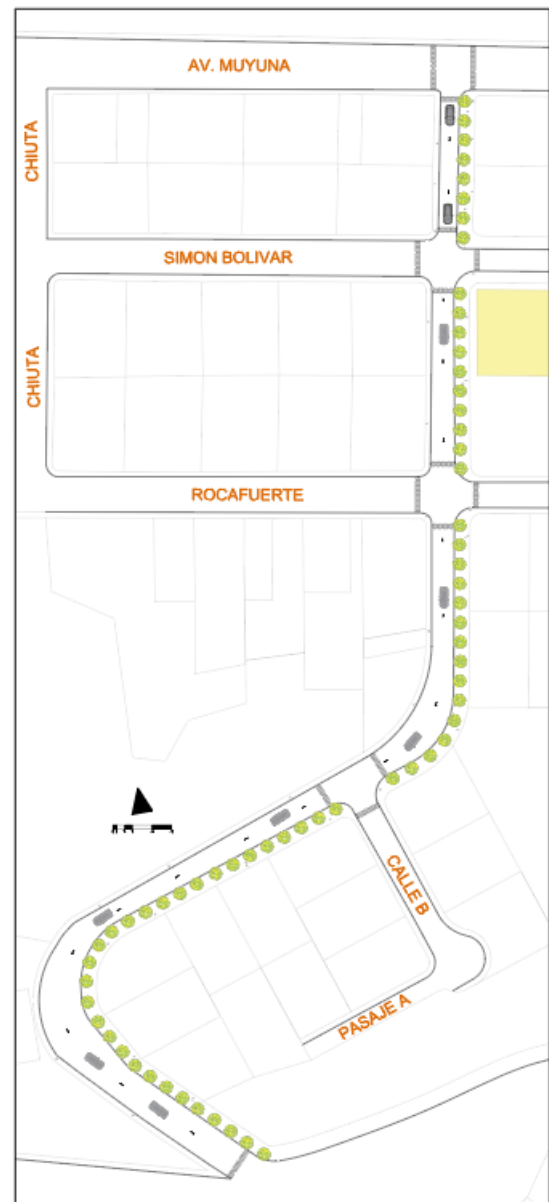 AV. MUYUNA
CHIUTA
SIMON BOLIVAR
CHIUTA
ROCAFUERTE
CALLE B
PASAJE A